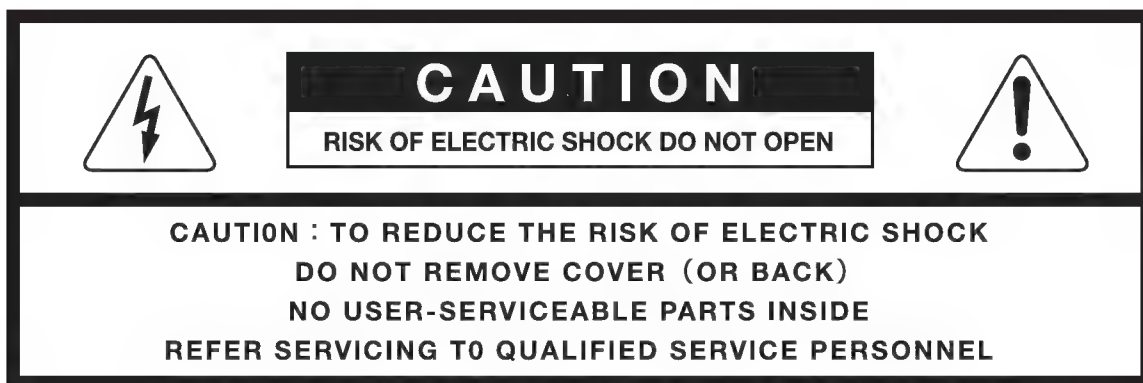 CAUTION
RISK OF ELECTRIC SHOCK DO NOT OPEN
CAUTI0N : TO REDUCE THE RISK OF ELECTRIC SHOCK
DO NOT REMOVE COVER (OR BACK)
NO USER-SERVICEABLE PARTS INSIDE
REFER SERVICING T0 QUALIFIED SERVICE PERSONNEL